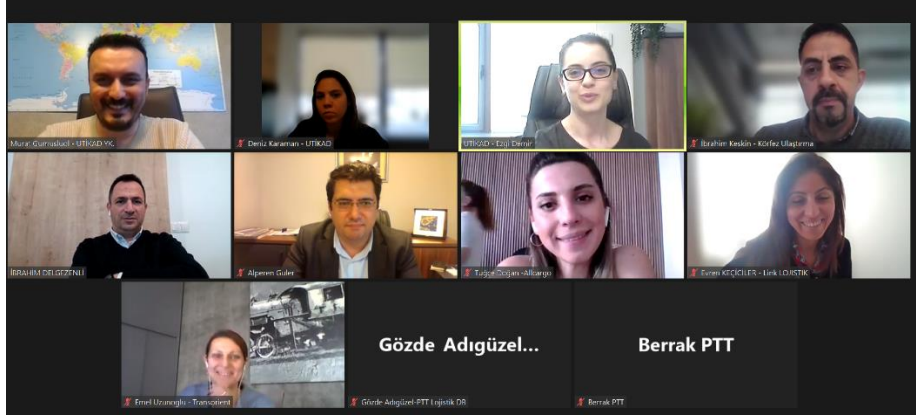 Murat Gumusludl - UTİKAD YK.
Deniz Karaman - UTİKAD
UTİKAD - Ezgi Demir
İbrahim Keskin - Körfez Ulaştırma
İBRAHİM DELGEZENLİ
Alperen Guler
Tuğçe Doğan -Allcargo
Evren KEÇİCİLER - Link LOJİSTİK
Emel Uzunoglu - Transorient
Gözde Adıgüzel...
Gözde Adıgüzel-PTT Lojistik DB
Berrak PTT
Berrak PTT